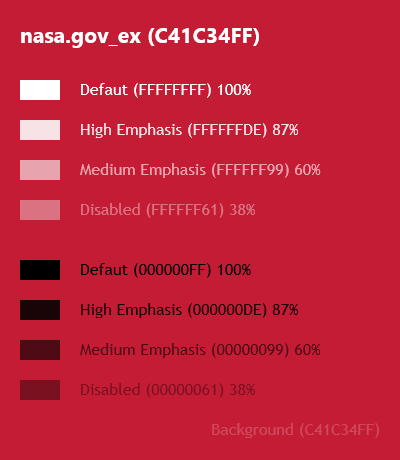 nasa.gov_ex (C41C34FF)
Defaut (FFFFFFFF) 100%
High Emphasis (FFFFFFDE) 87%
Medium Emphasis (FFFFFF99) 60%
Disabled (FFFFFF61) 38%
Defaut (000000FF) 100%
High Emphasis (000000DE) 87%
Medium Emphasis (00000099) 60%
Disabled (00000061) 38%
Background (C41C34FF)